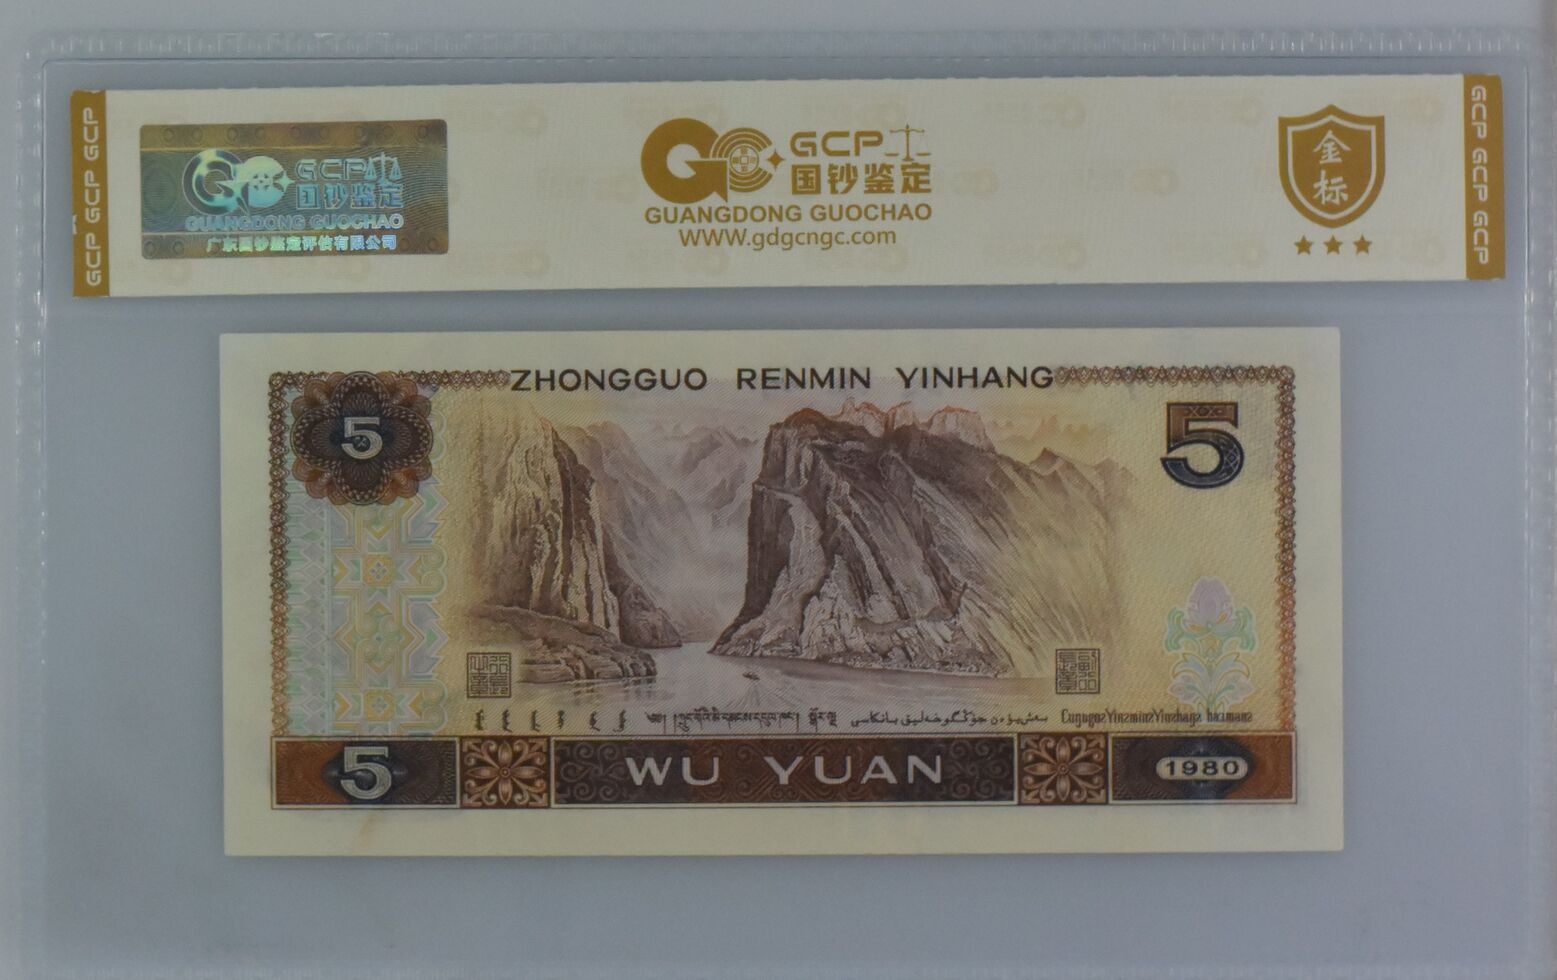 GCP GCP GCP
GCP
国钞鉴定
GUANGDONG GUOCHAO
广东国钞鉴定评估有限公司
GCP
国钞鉴定
GUANGDONG GUOCHAO
WWW.gdgcngc.com
金
标
GCP GCP GCP
ZHONGGUO RENMIN YINHANG
5
5
5
WU YUAN
1980